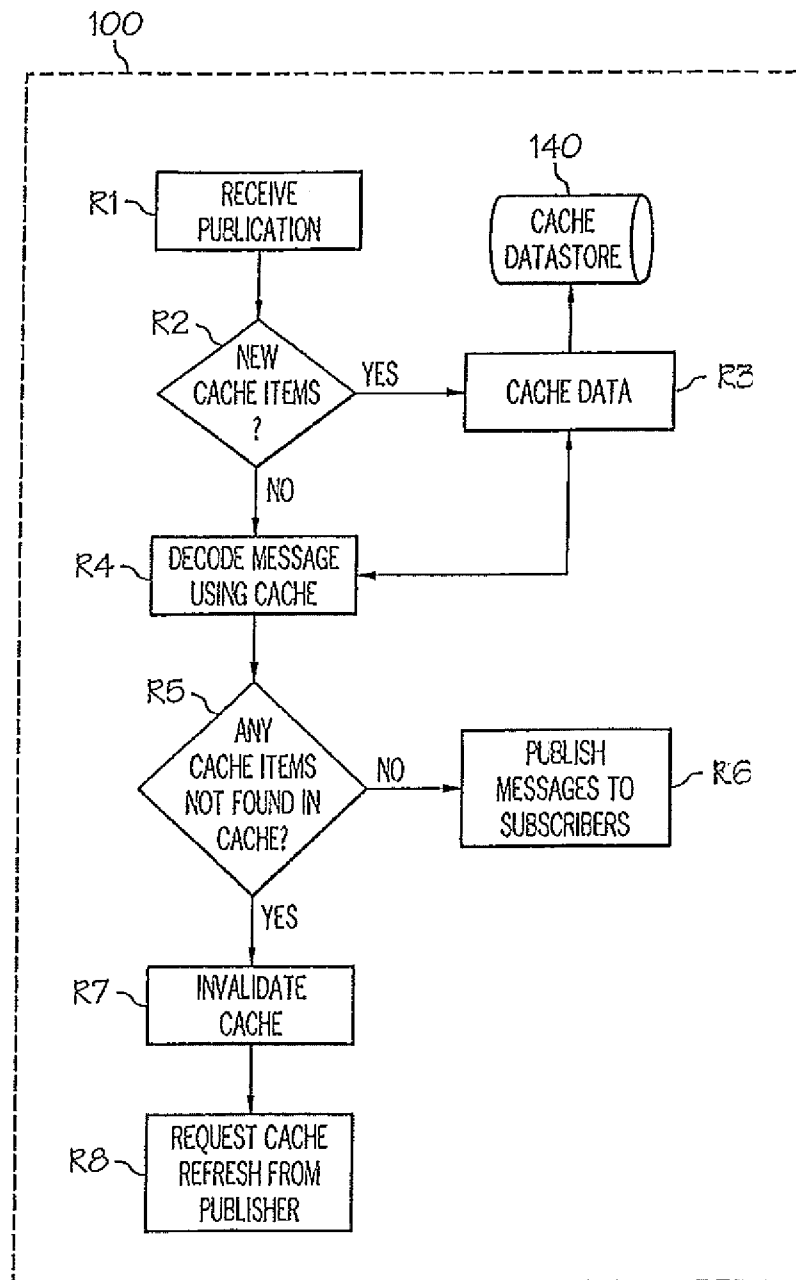 100
140
R1
RECEIVE
PUBLICATION
CACHE
DATASTORE
R2
NEW
CACHE ITEMS
?
YES
CACHE DATA
R3
NO
R4
DECODE MESSAGE
USING CACHE
R5
ANY
CACHE ITEMS
NOT FOUND IN
CACHE?
NO
PUBLISH
MESSAGES TO
SUBSCRIBERS
R6
YES
R7
INVALIDATE
CACHE
R8
REQUEST CACHE
REFRESH FROM
PUBLISHER